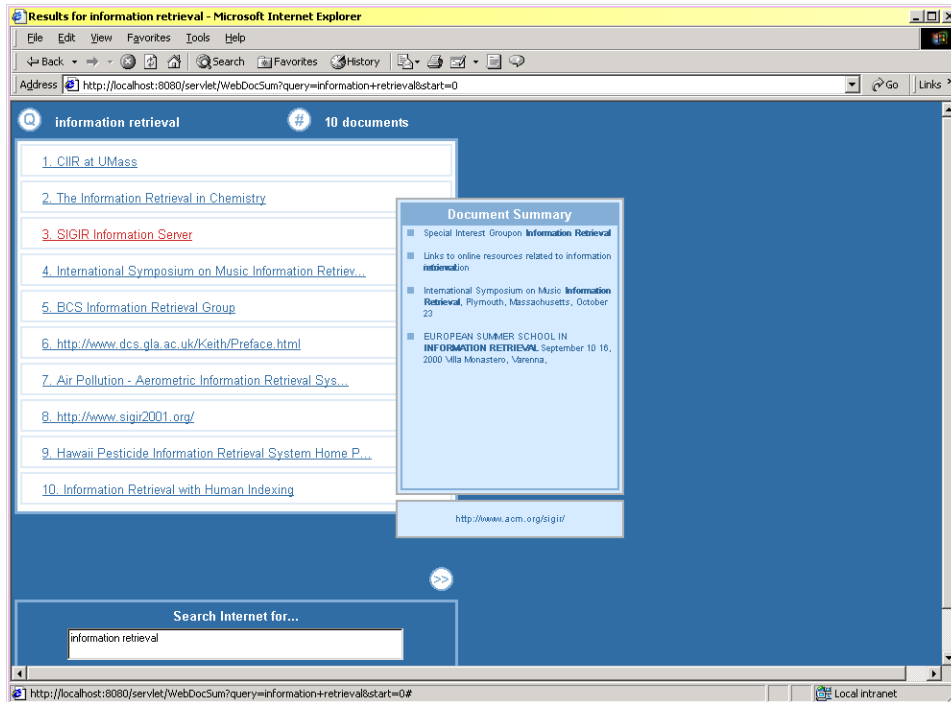 Results for information retrieval - Microsoft Internet Explorer
File Edit View Favorites Tools Help
Back Search Favorites History
Address http://localhost:8080/servlet/WebDocSum?query=information+retrieval&start=0 Go Links
Q information retrieval # 10 documents
1. CIIR at UMass
2. The Information Retrieval in Chemistry
3. SIGIR Information Server
4. International Symposium on Music Information Retriev...
5. BCS Information Retrieval Group
6. http://www.dcs.gla.ac.uk/Keith/Preface.html
7. Air Pollution - Aerometric Information Retrieval Sys...
8. http://www.sigir2001.org/
9. Hawaii Pesticide Information Retrieval System Home P...
10. Information Retrieval with Human Indexing
Document Summary
Special Interest Groupon Information Retrieval
Links to online resources related to information
International Symposium on Music Information
Retrieval, Plymouth, Massachusetts, October
23
EUROPEAN SUMMER SCHOOL IN
INFORMATION RETRIEVAL September 10 16,
2000 Villa Monastero, Varenna,
http://www.acm.org/sigir/
>>
Search Internet for...
information retrieval
http://localhost:8080/servlet/WebDocSum?query=information+retrieval&start=0# Local intranet